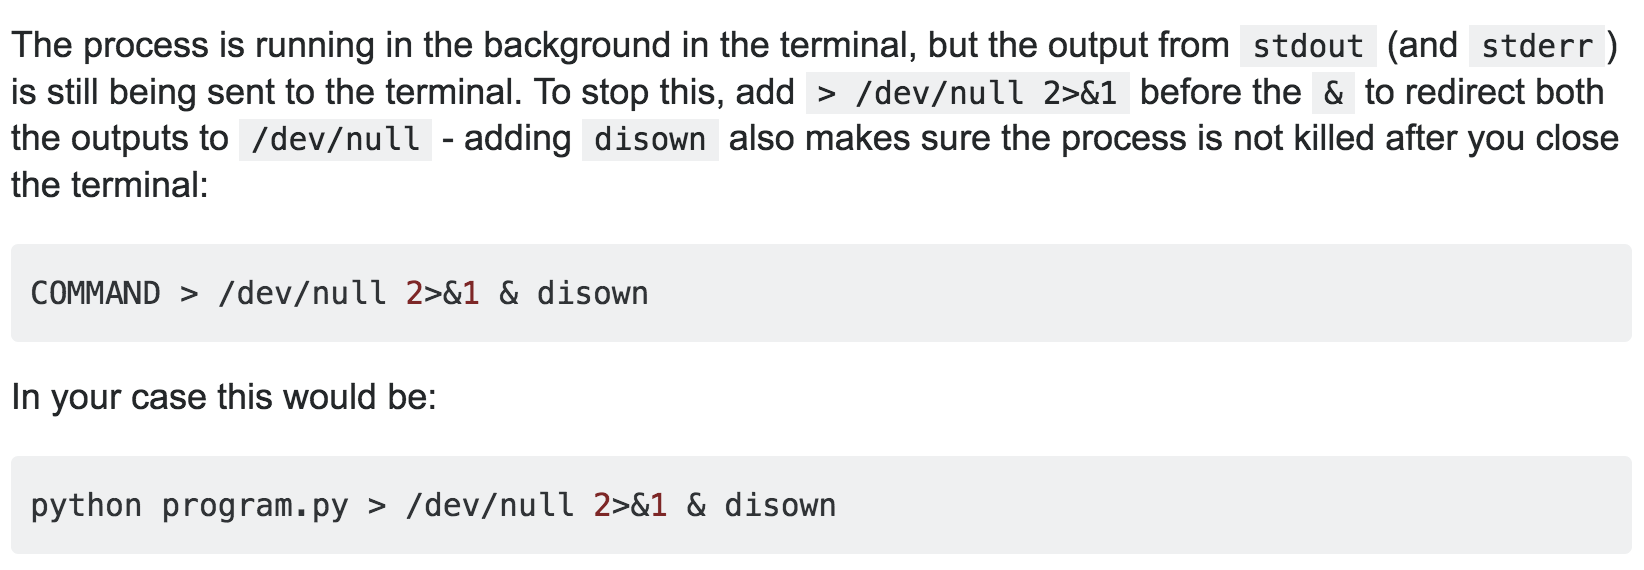 The process is running in the background in the terminal, but the output from stdout (and stderr)
is still being sent to the terminal. To stop this, add > /dev/null 2>&1 before the & to redirect both
the outputs to /dev/null - adding disown also makes sure the process is not killed after you close
the terminal:
COMMAND > /dev/null 2>&1 & disown
In your case this would be:
python program.py > /dev/null 2>&1 & disown